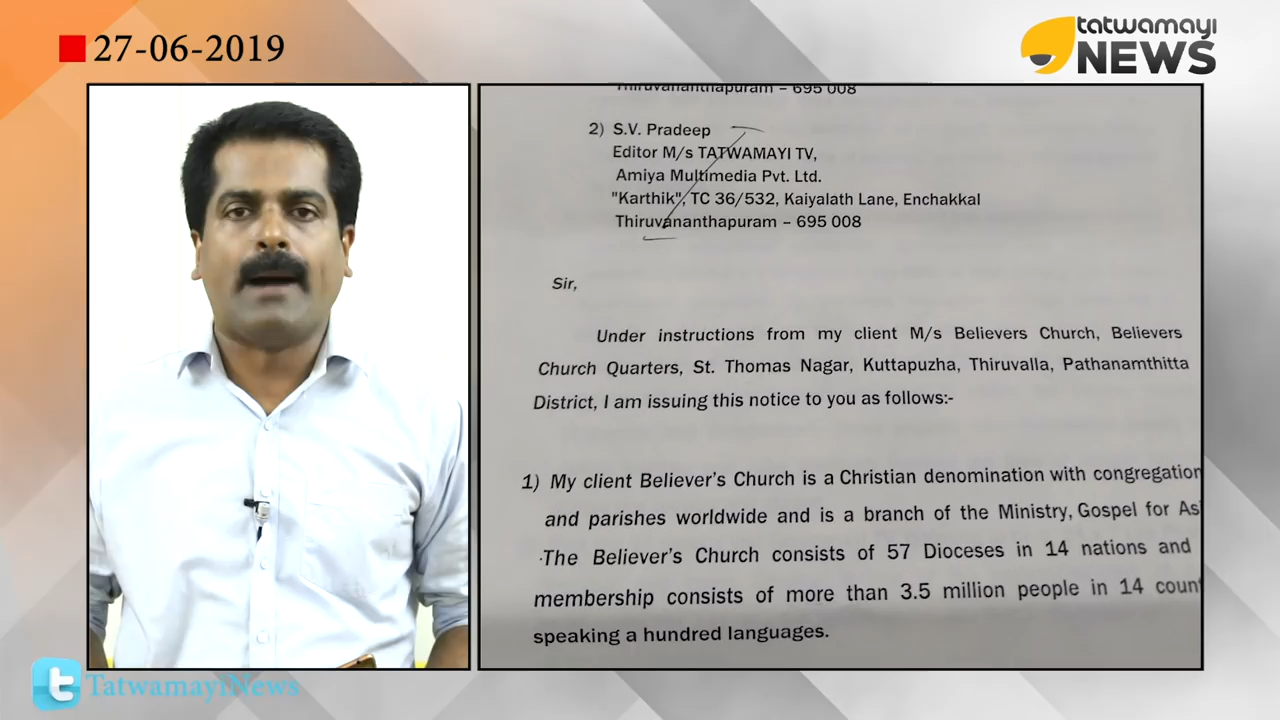 27-06-2019
tatwamayi
NEWS
Thiruvananthapuram – 695 008
2) S.V. Pradeep
Editor M/s TATWAMAYI TV,
Amiya Multimedia Pvt. Ltd.
"Karthik", TC 36/532, Kaiyalath Lane, Enchakkal
Thiruvananthapuram – 695 008
Sir,
Under instructions from my client M/s Believers Church, Believers
Church Quarters, St. Thomas Nagar, Kuttapuzha, Thiruvalla, Pathanamthitta
District, I am issuing this notice to you as follows:-
1) My client Believer's Church is a Christian denomination with congregation
and parishes worldwide and is a branch of the Ministry, Gospel for As
The Believer's Church consists of 57 Dioceses in 14 nations and
membership consists of more than 3.5 million people in 14 coun
speaking a hundred languages.
TatwamayiNews